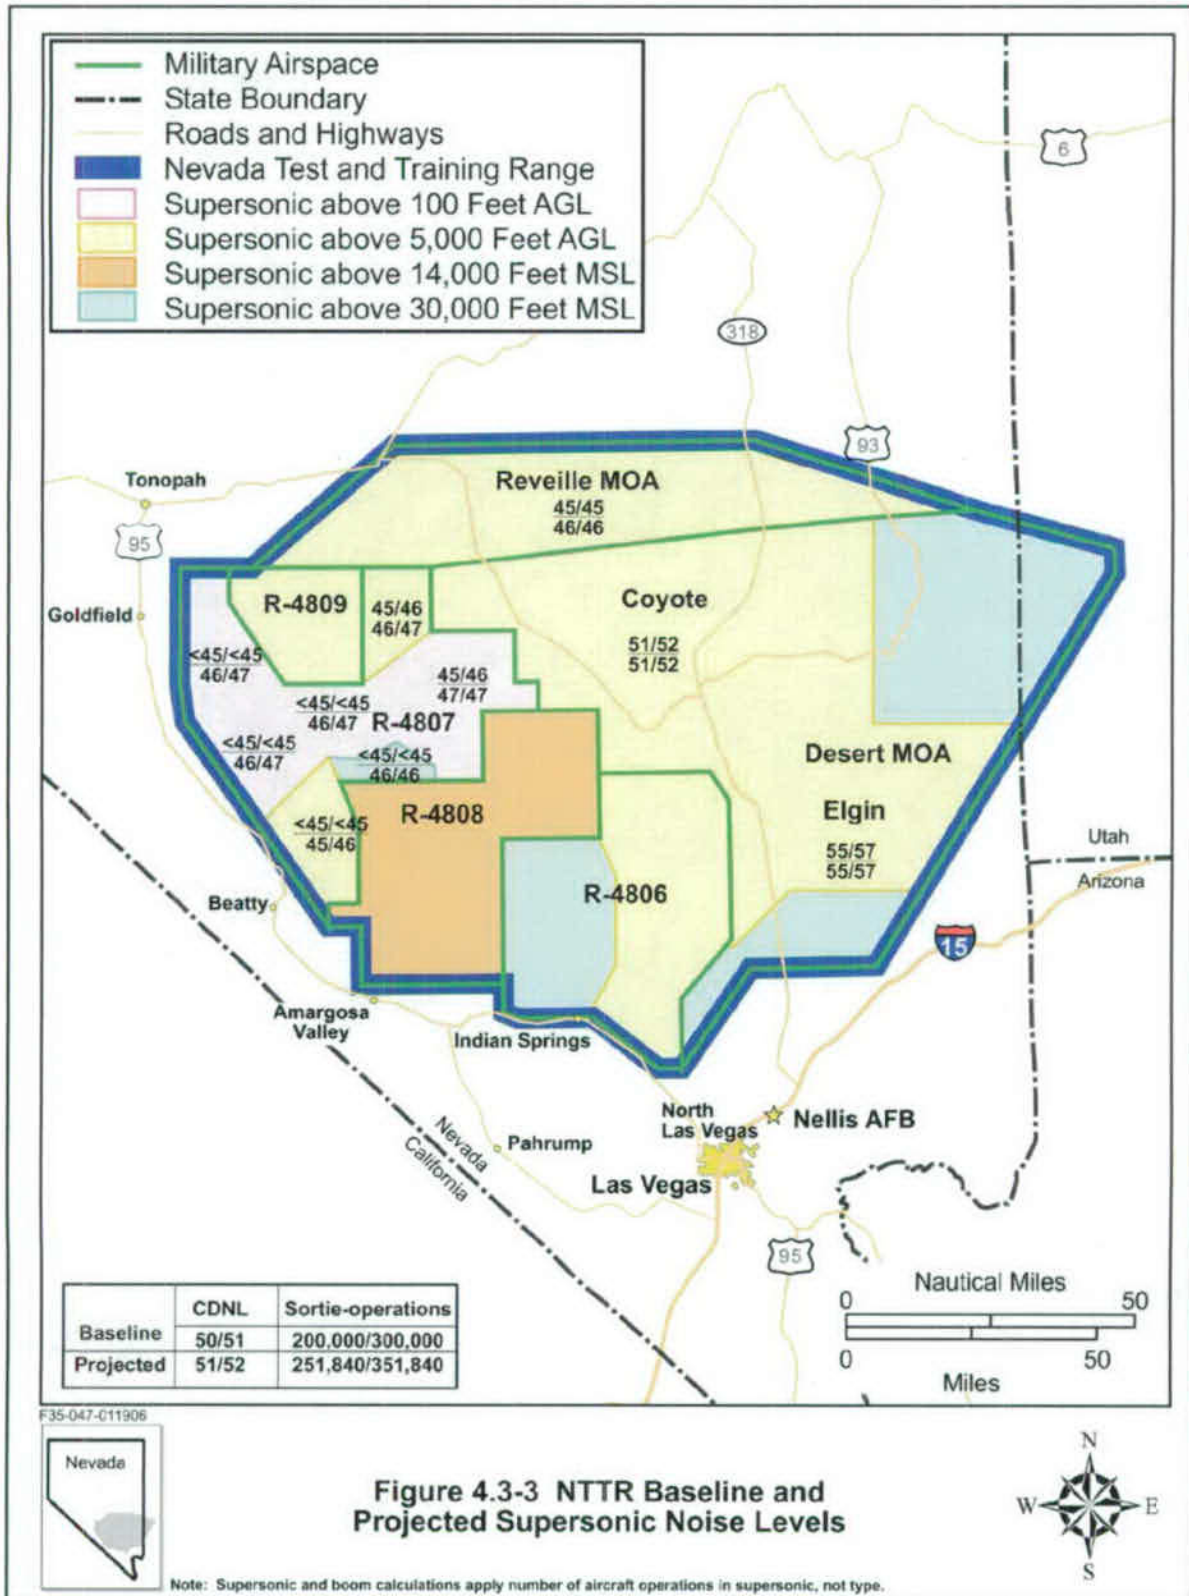 Military Airspace
State Boundary
Roads and Highways
Nevada Test and Training Range
Supersonic above 100 Feet AGL
Supersonic above 5,000 Feet AGL
Supersonic above 14,000 Feet MSL
Supersonic above 30,000 Feet MSL
6
318
93
Tonopah
95
Goldfield
Reveille MOA
45/45
46/46
R-4809
45/46
46/47
Coyote
51/52
51/52
<45/<45
46/47
45/46
47/47
<45/<45
46/47
R-4807
<45/<45
46/47
<45/<45
46/46
Desert MOA
R-4808
Elgin
<45/<45
45/46
55/57
55/57
Utah
Arizona
R-4806
Beatty
15
Amargosa
Valley
Indian Springs
North
Las Vegas
Nellis AFB
Nevada
California
Pahrump
Las Vegas
95
Nautical Miles
0 50
0 50
Miles
CDNL Sortie-operations
Baseline 50/51 200,000/300,000
Projected 51/52 251,840/351,840
F35-047-011906
Nevada
Figure 4.3-3 NTTR Baseline and
Projected Supersonic Noise Levels
N
W E
S
Note: Supersonic and boom calculations apply number of aircraft operations in supersonic, not type.